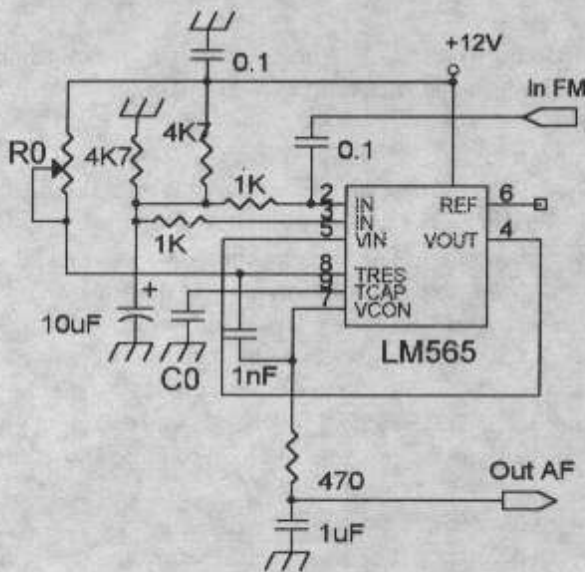 +12V
0.1
In FM
R0
4K7
4K7
0.1
1K
2
IN
REF
6
3
IN
1K
5
VIN
VOUT
4
8
TRES
9
TCAP
7
VCON
+
10uF
C0
1nF
LM565
470
Out AF
1uF